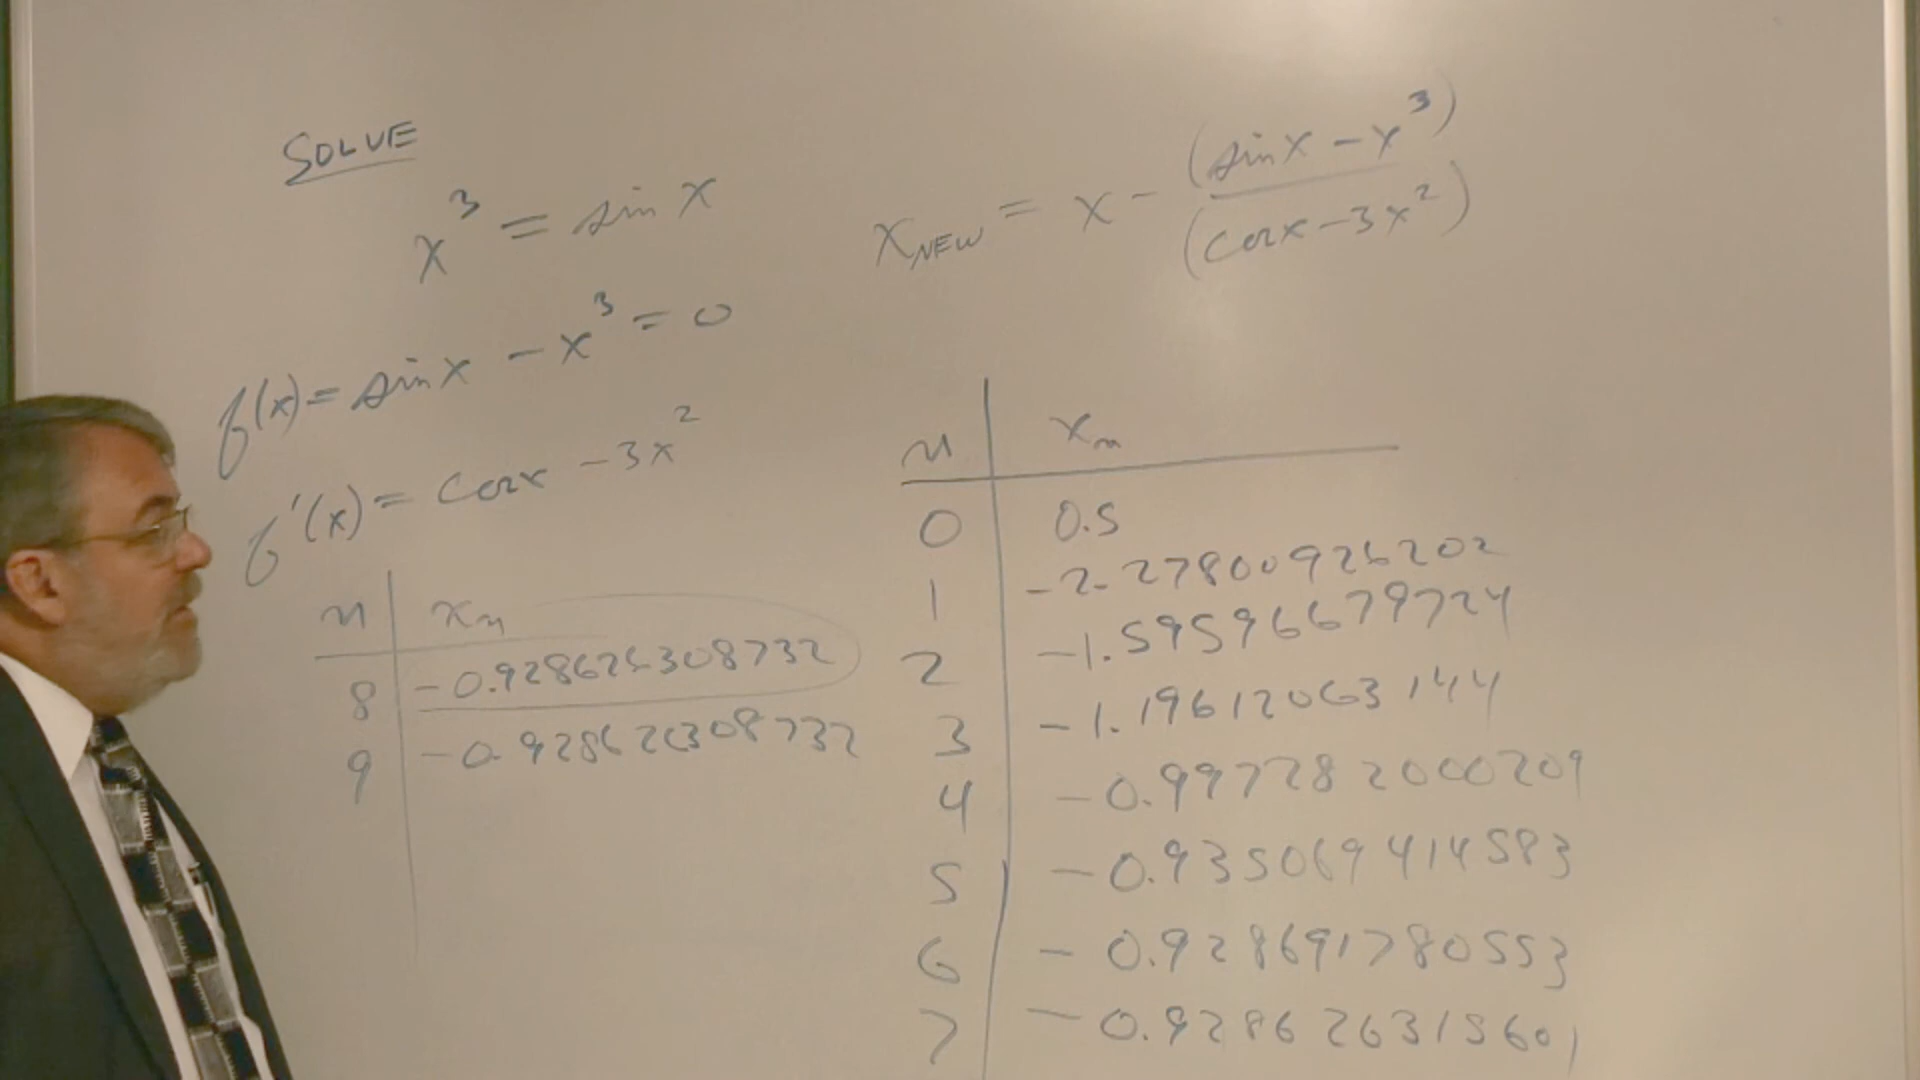 SOLVE
x³ = sin x
f(x) = sin x - x³ = 0
f'(x) = cos x - 3x²
x_NEW = x - (sin x - x³) / (cos x - 3x²)
n | xₙ
8 | -0.928626308732
9 | -0.928626308732
n | xₙ
0 | 0.5
1 | -2.27800926202
2 | -1.59596679724
3 | -1.19612063144
4 | -0.997282000209
5 | -0.935069414583
6 | -0.928691780553
7 | -0.928626315601